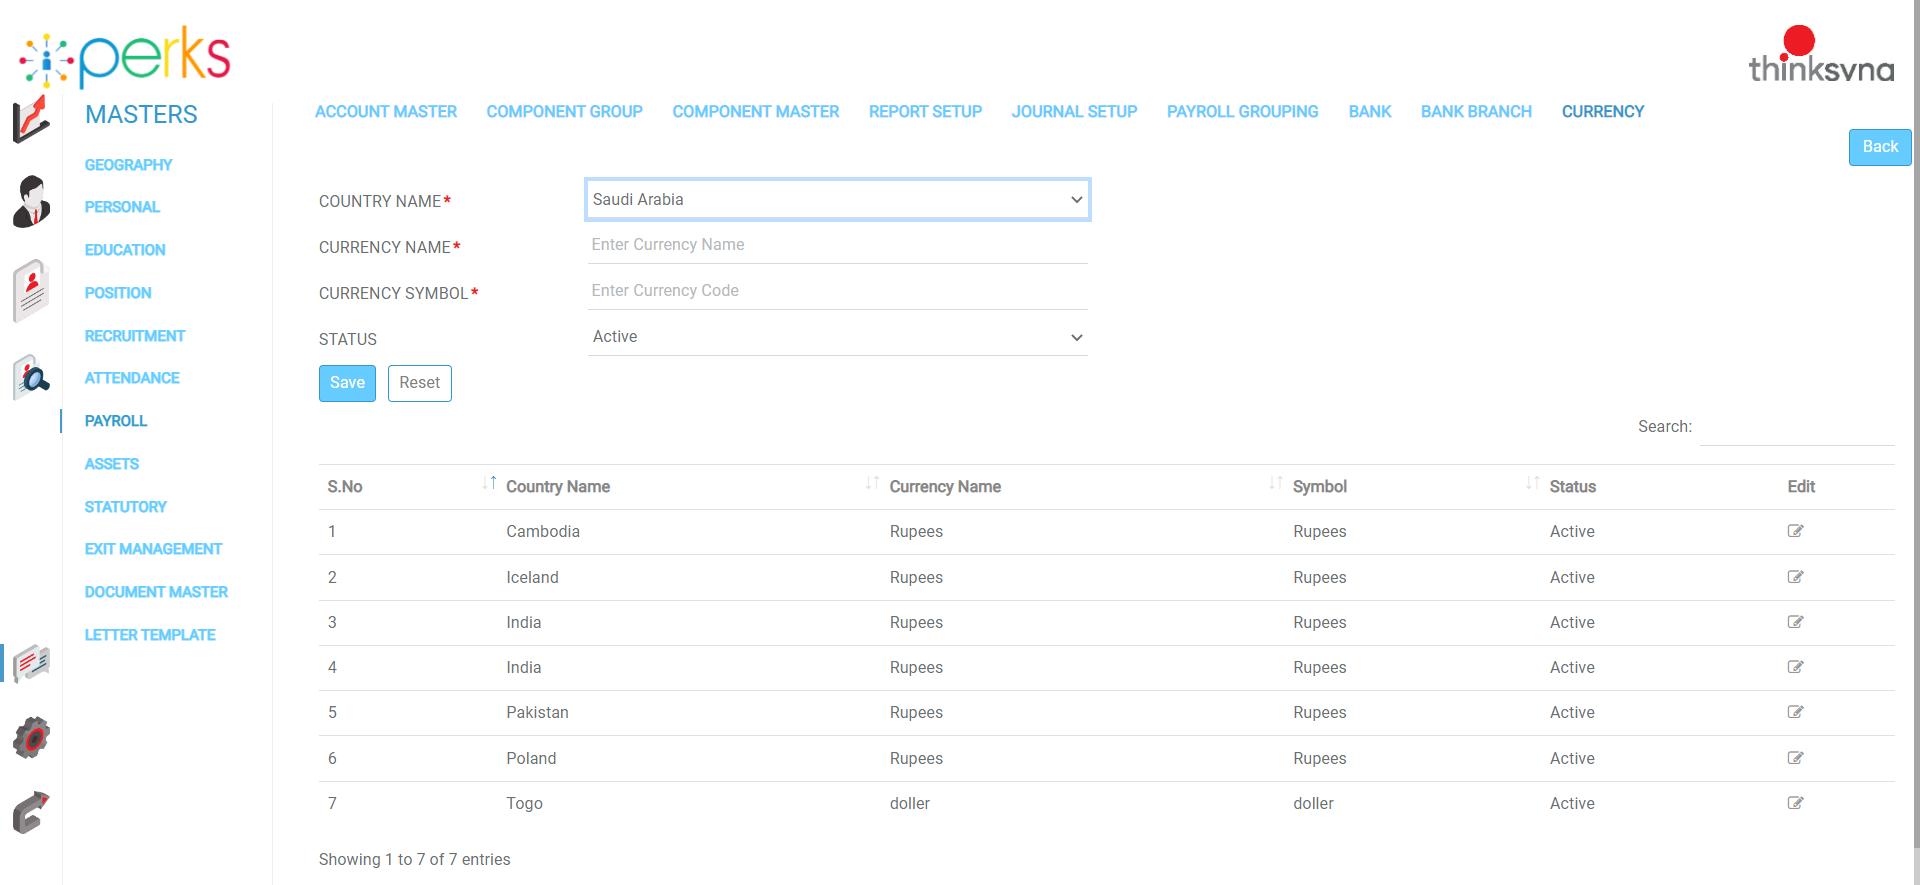 perks
thinksvna
MASTERS
GEOGRAPHY
PERSONAL
EDUCATION
POSITION
RECRUITMENT
ATTENDANCE
PAYROLL
ASSETS
STATUTORY
EXIT MANAGEMENT
DOCUMENT MASTER
LETTER TEMPLATE
ACCOUNT MASTER COMPONENT GROUP COMPONENT MASTER REPORT SETUP JOURNAL SETUP PAYROLL GROUPING BANK BANK BRANCH CURRENCY
Back
COUNTRY NAME* Saudi Arabia
CURRENCY NAME* Enter Currency Name
CURRENCY SYMBOL* Enter Currency Code
STATUS Active
Save Reset
Search:
S.No Country Name Currency Name Symbol Status Edit
1 Cambodia Rupees Rupees Active
2 Iceland Rupees Rupees Active
3 India Rupees Rupees Active
4 India Rupees Rupees Active
5 Pakistan Rupees Rupees Active
6 Poland Rupees Rupees Active
7 Togo doller doller Active
Showing 1 to 7 of 7 entries